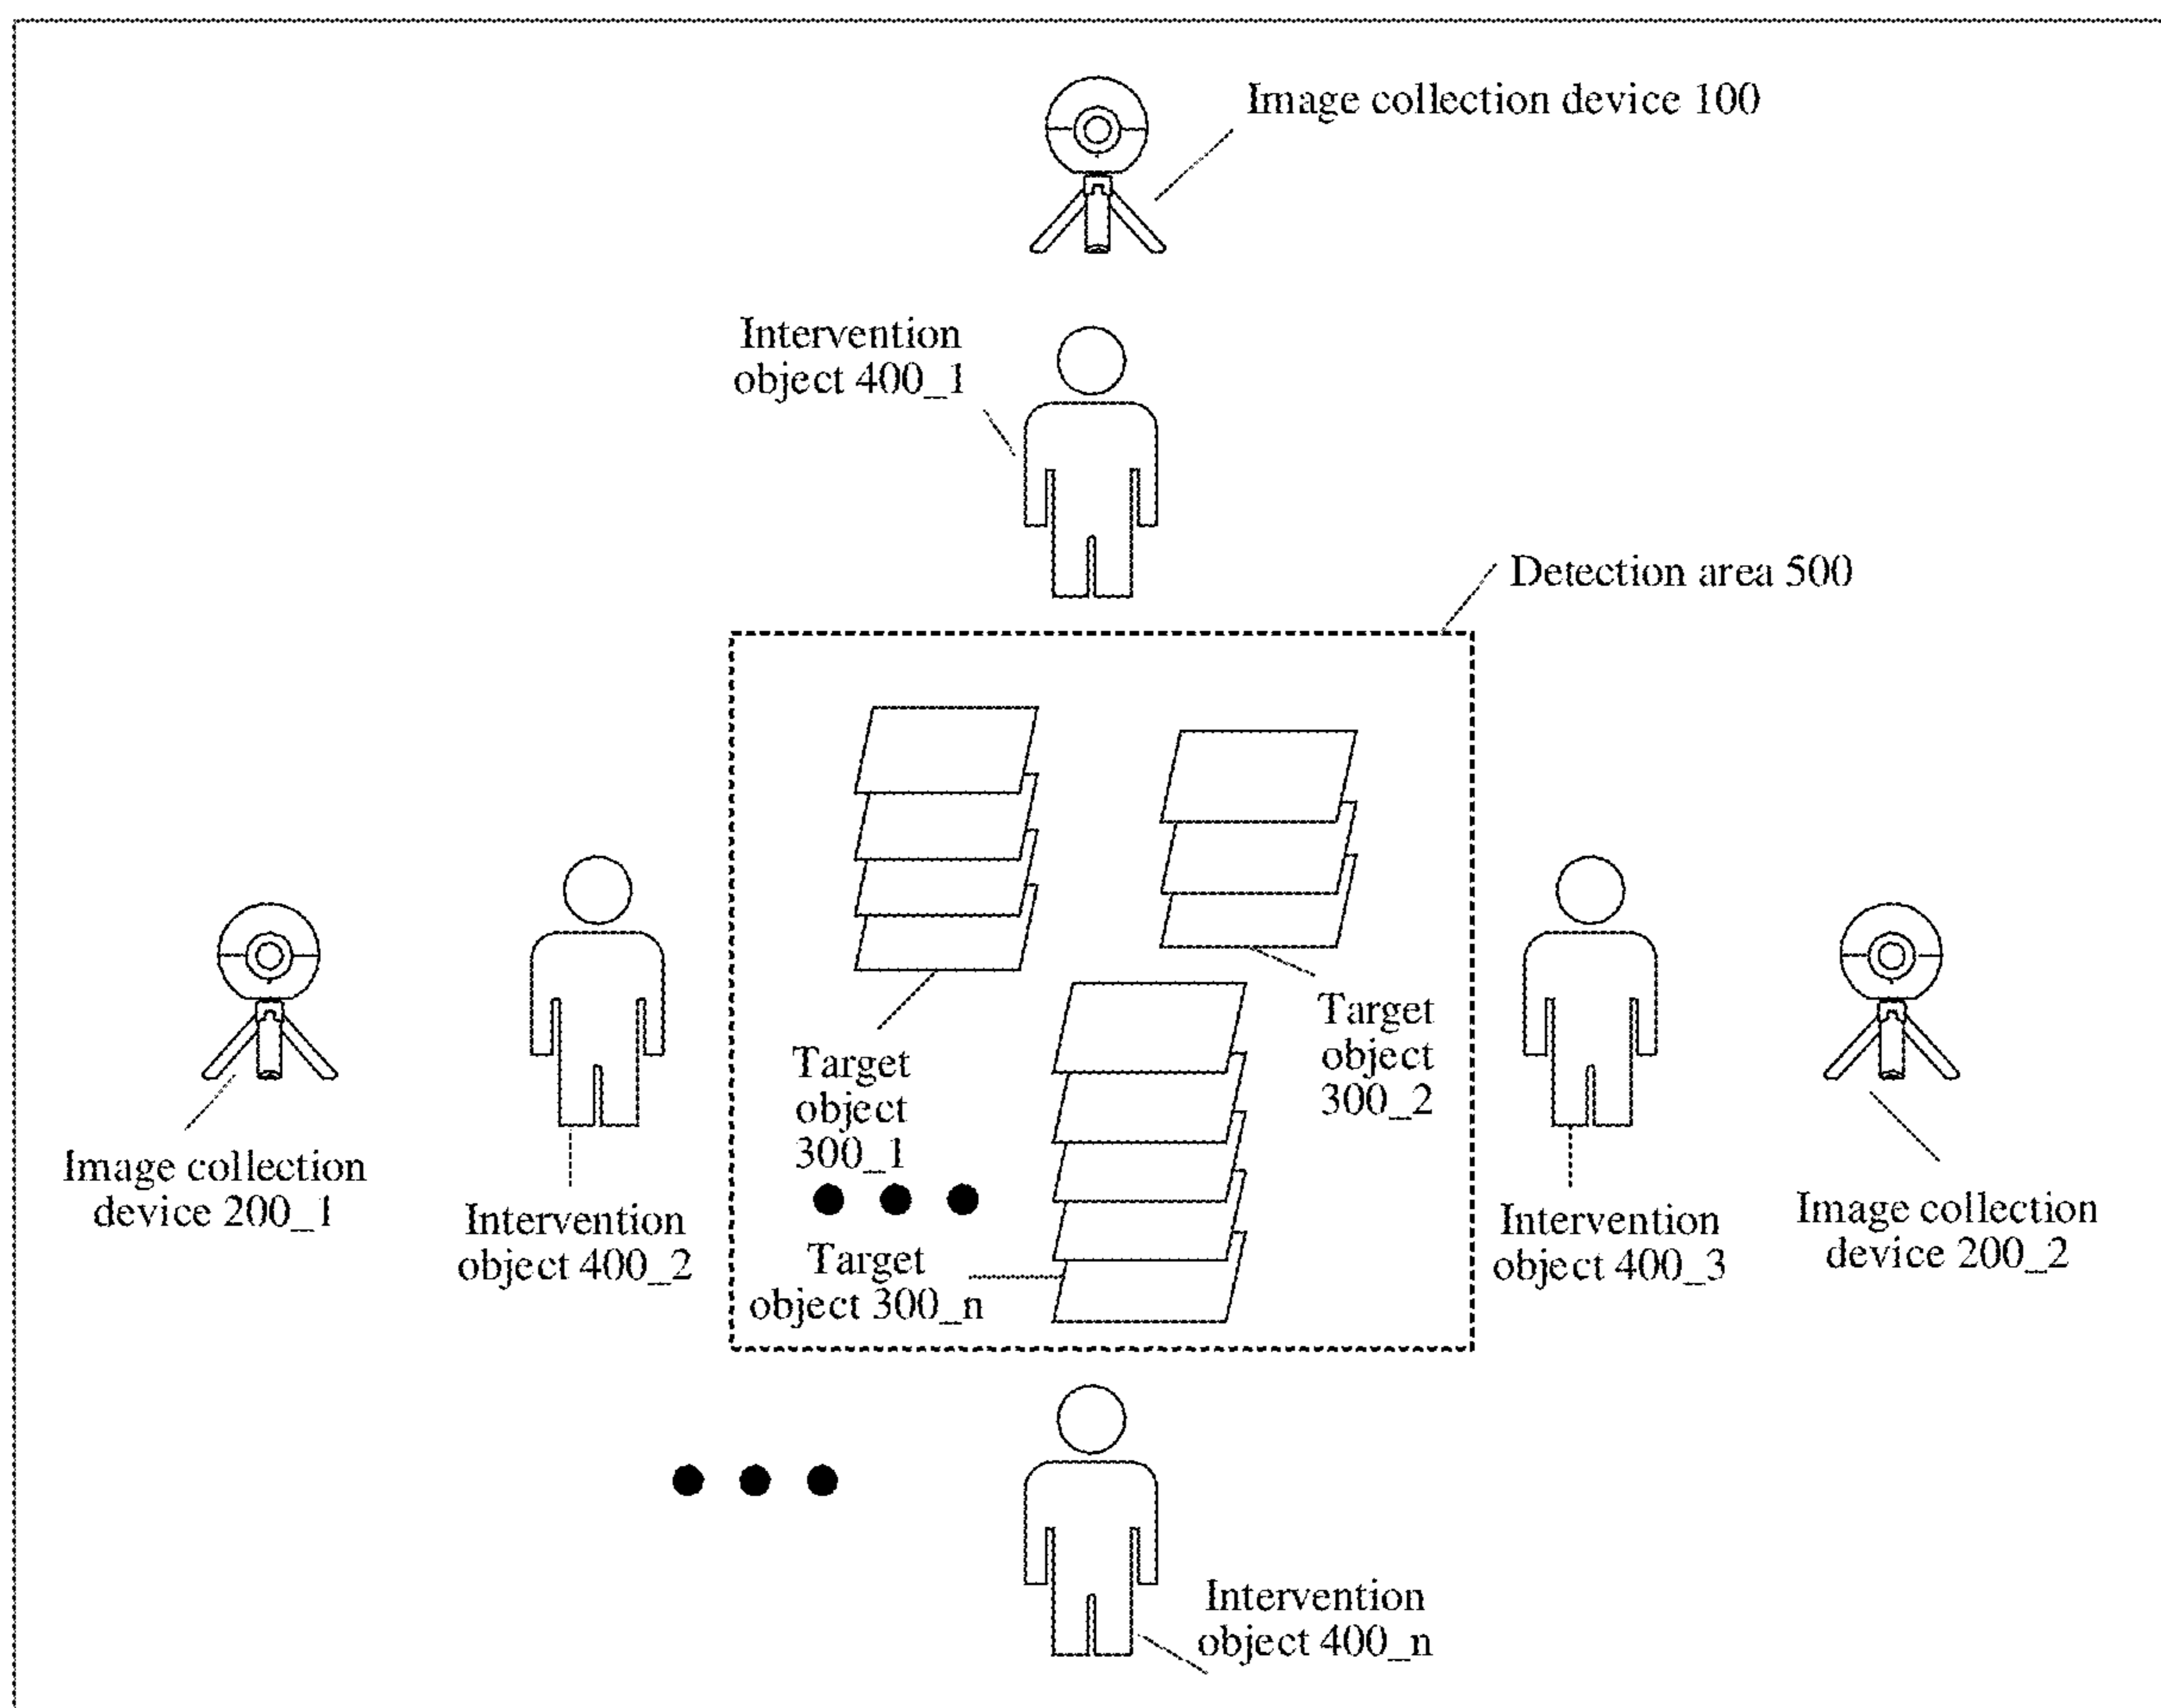 Image collection device 100
Intervention
object 400_1
Detection area 500
Target
object
300_1
Target
object
300_2
Image collection
device 200_1
Intervention
object 400_2
Target
object 300_n
Intervention
object 400_3
Image collection
device 200_2
Intervention
object 400_n